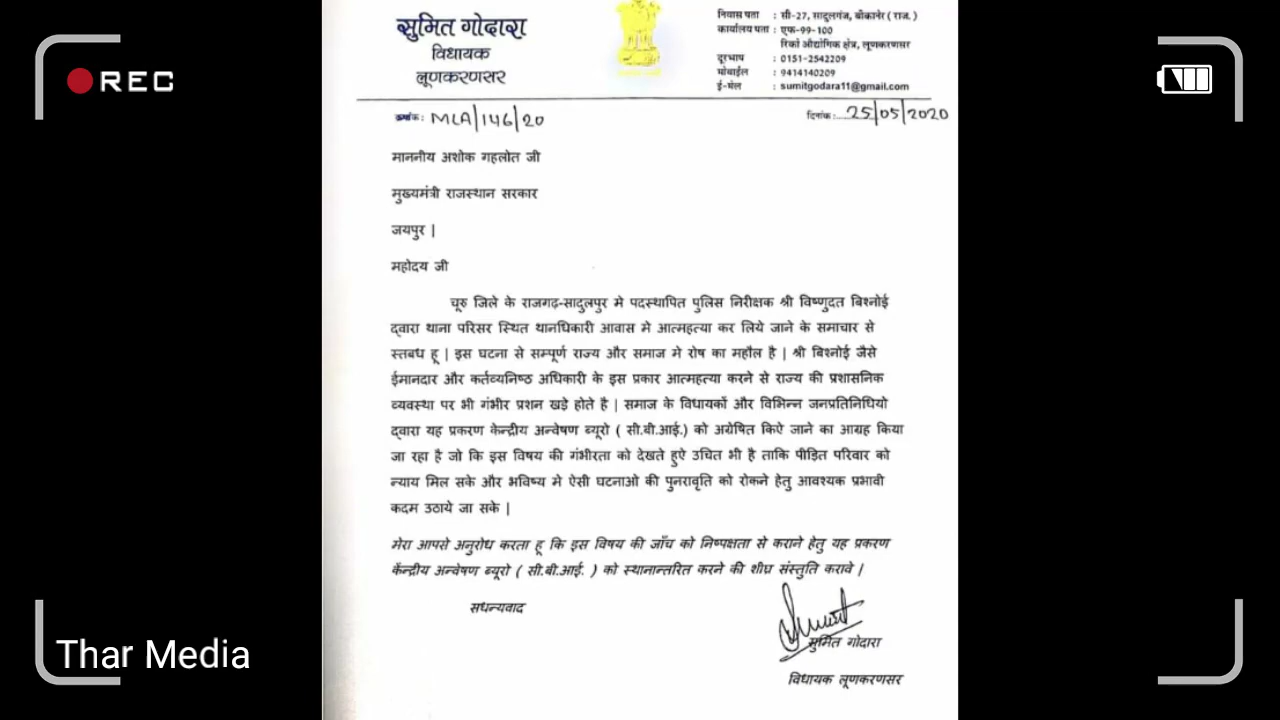 REC
सुमित गोदारा
विधायक
लूणकरणसर
निवास पता : सी-27, सादुलगंज, बीकानेर ( राज. )
कार्यालय पता : एफ-99-100
रिको औद्योगिक क्षेत्र, लूणकरणसर
दूरभाष : 0151-2542209
मोबाईल : 9414140209
ई-मेल : sumitgodara11@gmail.com
क्रमांक: MLA/146/20
दिनांक :....25/05/2020
माननीय अशोक गहलोत जी
मुख्यमंत्री राजस्थान सरकार
जयपुर |
महोदय जी
चूरु जिले के राजगढ़-सादुलपुर मे पदस्थापित पुलिस निरीक्षक श्री विष्णुदत बिश्नोई
द्वारा थाना परिसर स्थित थानधिकारी आवास मे आत्महत्या कर लिये जाने के समाचार से
स्तबध हू | इस घटना से सम्पूर्ण राज्य और समाज मे रोष का महौल है | श्री बिश्नोई जैसे
ईमानदार और कर्तव्यनिष्ठ अधिकारी के इस प्रकार आत्महत्या करने से राज्य की प्रशासनिक
व्यवस्था पर भी गंभीर प्रशन खड़े होते है | समाज के विधायकों और विभिन्न जनप्रतिनिधियो
द्वारा यह प्रकरण केन्द्रीय अन्वेषण ब्यूरो ( सी.बी.आई.) को अग्रेषित किऐ जाने का आग्रह किया
जा रहा है जो कि इस विषय की गंभीरता को देखते हुऐ उचित भी है ताकि पीड़ित परिवार को
न्याय मिल सके और भविष्य मे ऐसी घटनाओ की पुनरावृति को रोकने हेतु आवश्यक प्रभावी
कदम उठाये जा सके |
मेरा आपसे अनुरोध करता हू कि इस विषय की जाँच को निष्पक्षता से कराने हेतु यह प्रकरण
केंन्द्रीय अन्वेषण ब्यूरो ( सी.बी.आई. ) को स्थानान्तरित करने की शीघ्र संस्तुति करावे |
सधन्यवाद
सुमित गोदारा
विधायक लूणकरणसर
Thar Media